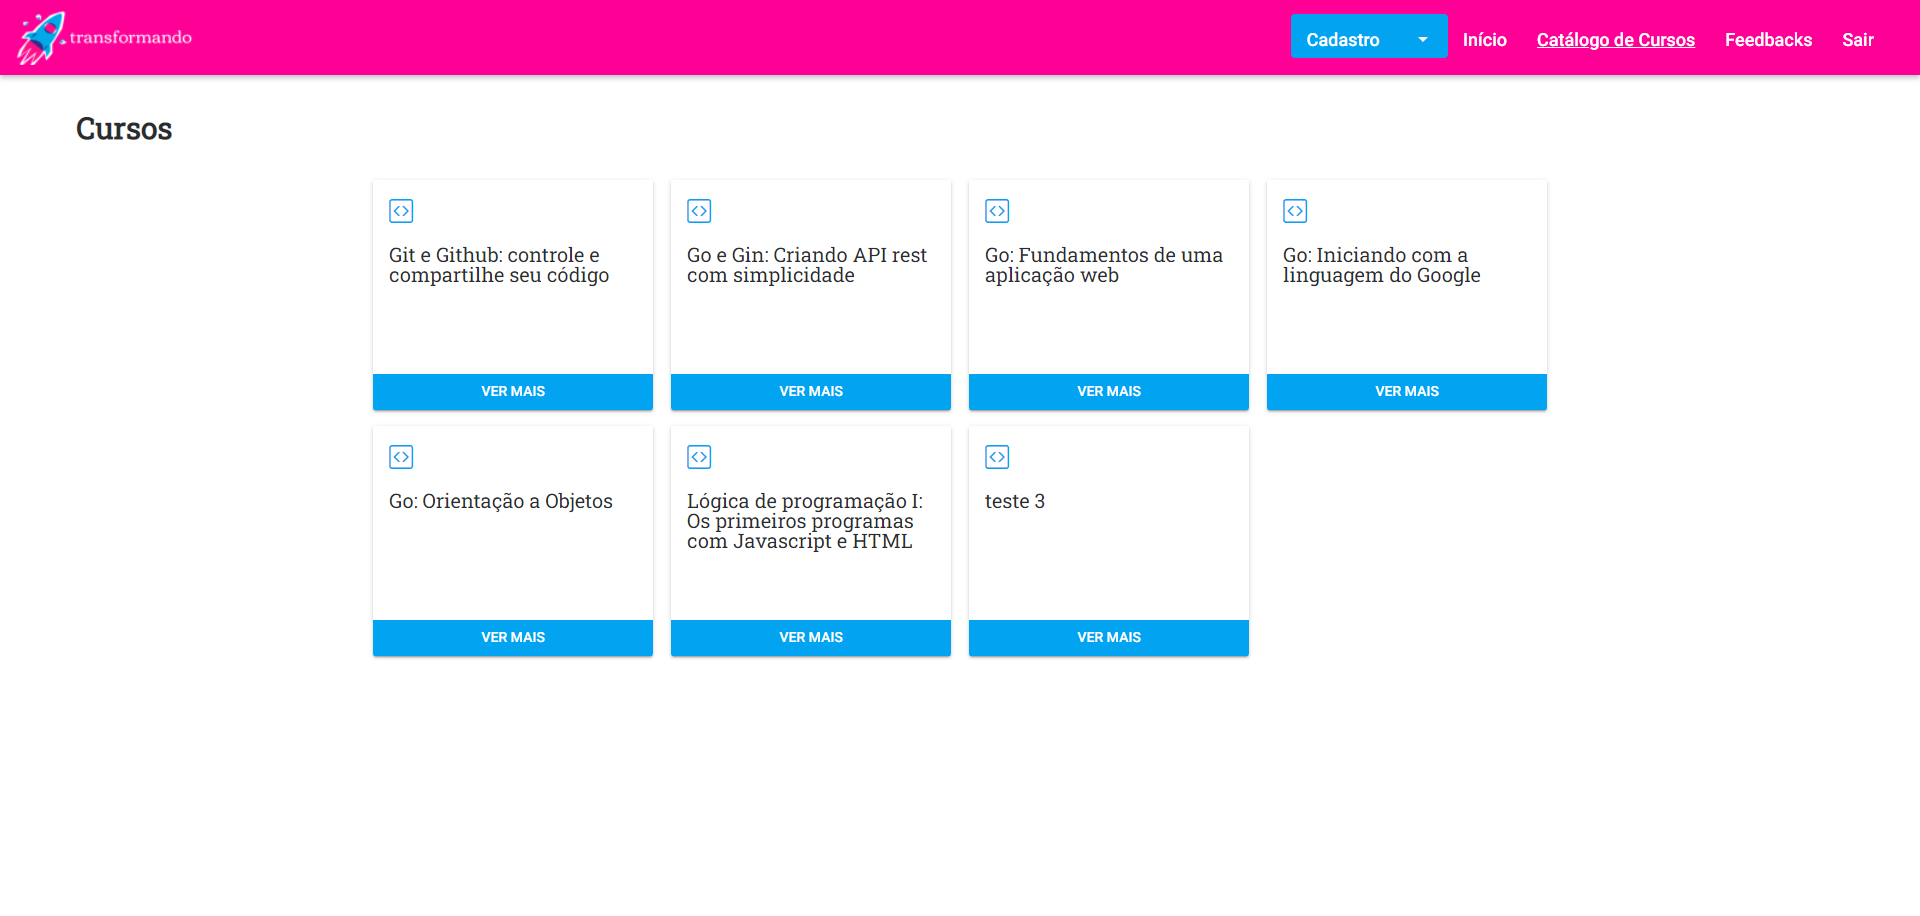 transformando
Cadastro
Início
Catálogo de Cursos
Feedbacks
Sair
Cursos
Git e Github: controle e
compartilhe seu código
VER MAIS
Go e Gin: Criando API rest
com simplicidade
VER MAIS
Go: Fundamentos de uma
aplicação web
VER MAIS
Go: Iniciando com a
linguagem do Google
VER MAIS
Go: Orientação a Objetos
VER MAIS
Lógica de programação I:
Os primeiros programas
com Javascript e HTML
VER MAIS
teste 3
VER MAIS